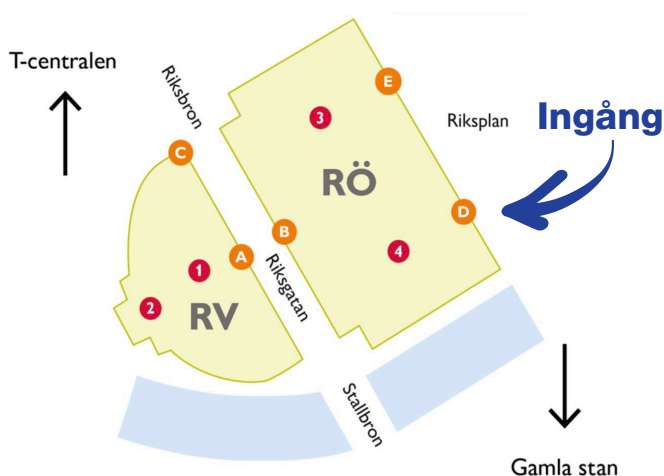 T-centralen
Riksbron
E
3
Riksplan
Ingång
C
RÖ
D
B
A
4
1
Riksgatan
2
RV
Stallbron
Gamla stan